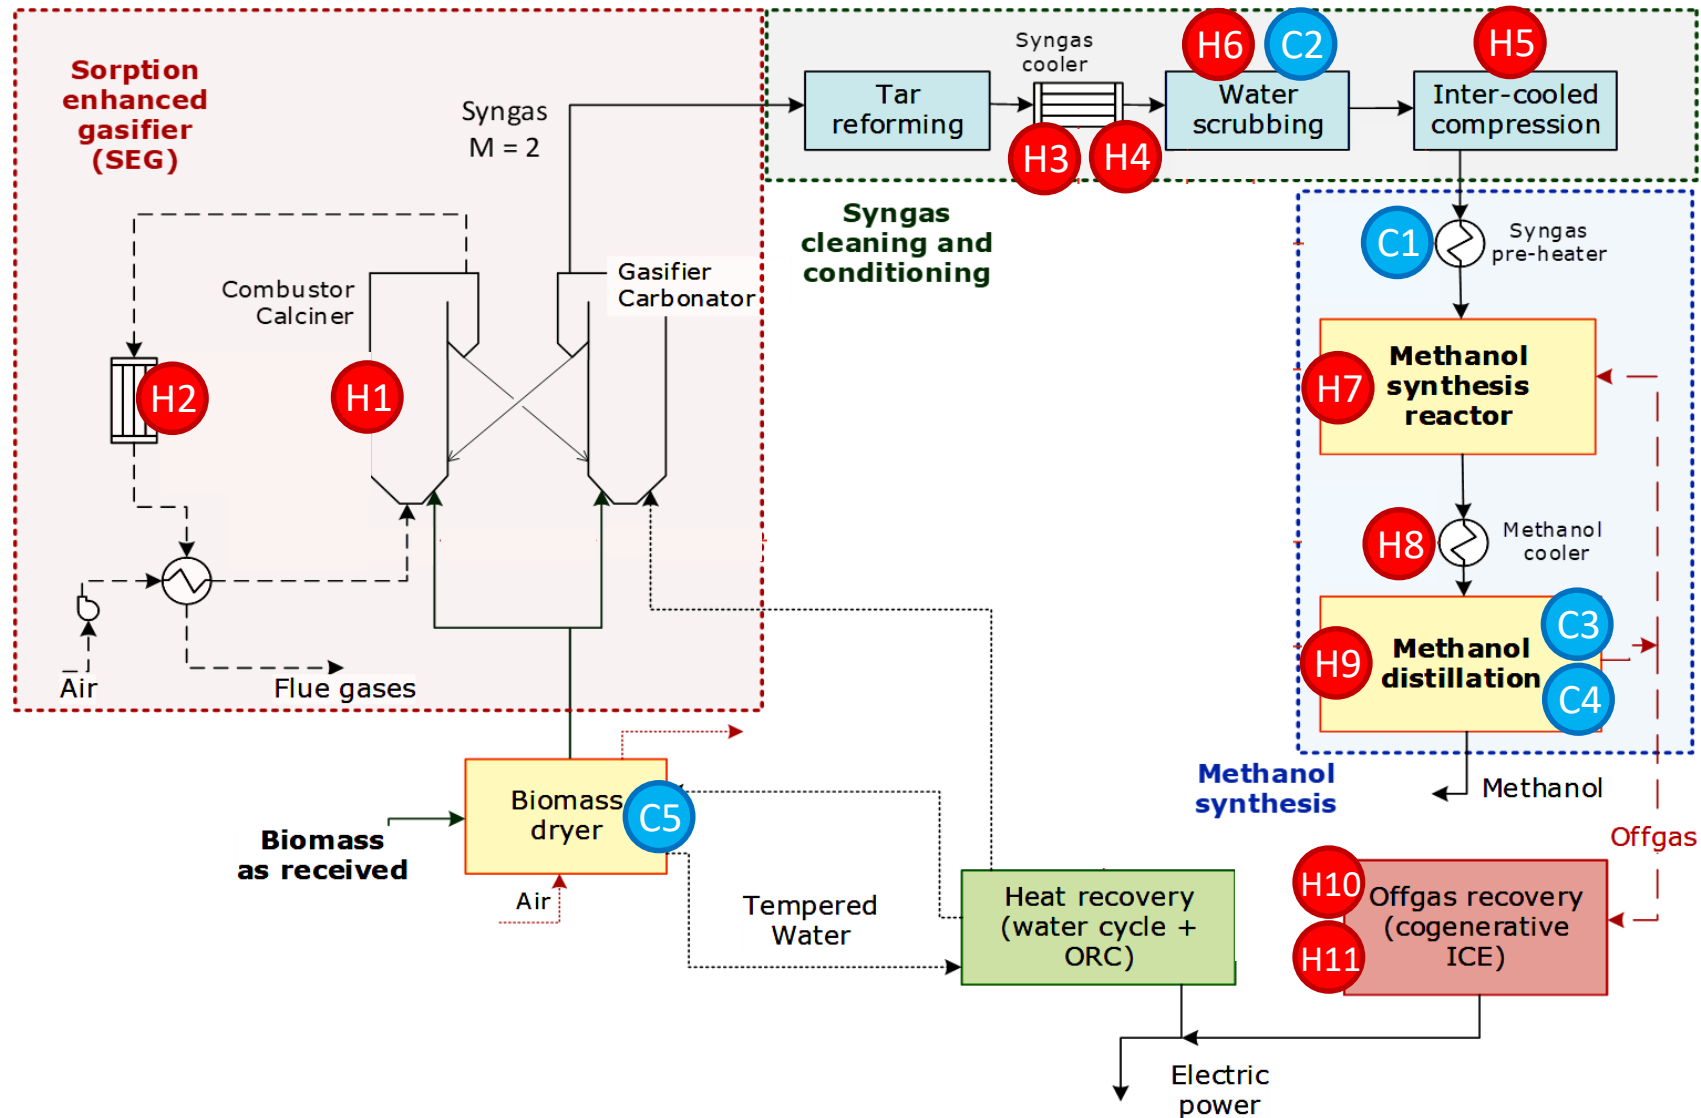 Sorption
enhanced
gasifier
(SEG)
Syngas
M = 2
Combustor
Calciner
Gasifier
Carbonator
H2
H1
Air
Flue gases
Syngas
cooler
H6
C2
H5
Tar
reforming
Water
scrubbing
Inter-cooled
compression
H3
H4
Syngas
cleaning and
conditioning
C1
Syngas
pre-heater
H7
Methanol
synthesis
reactor
H8
Methanol
cooler
H9
Methanol
distillation
C3
C4
Methanol
synthesis
Methanol
Offgas
Biomass
as received
Biomass
dryer
C5
Air
Tempered
Water
Heat recovery
(water cycle +
ORC)
H10
H11
Offgas recovery
(cogenerative
ICE)
Electric
power